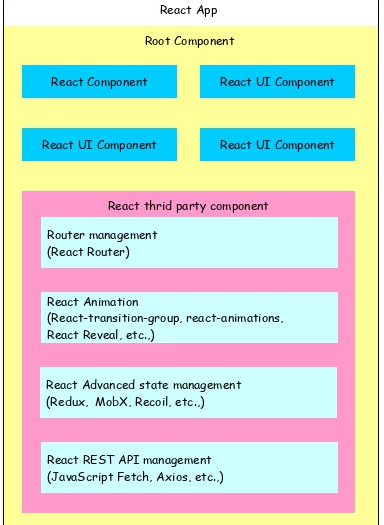 React App
Root Component
React Component
React UI Component
React UI Component
React UI Component
React thrid party component
Router management
(React Router)
React Animation
(React-transition-group, react-animations,
React Reveal, etc.,)
React Advanced state management
(Redux, MobX, Recoil, etc.,)
React REST API management
(JavaScript Fetch, Axios, etc.,)